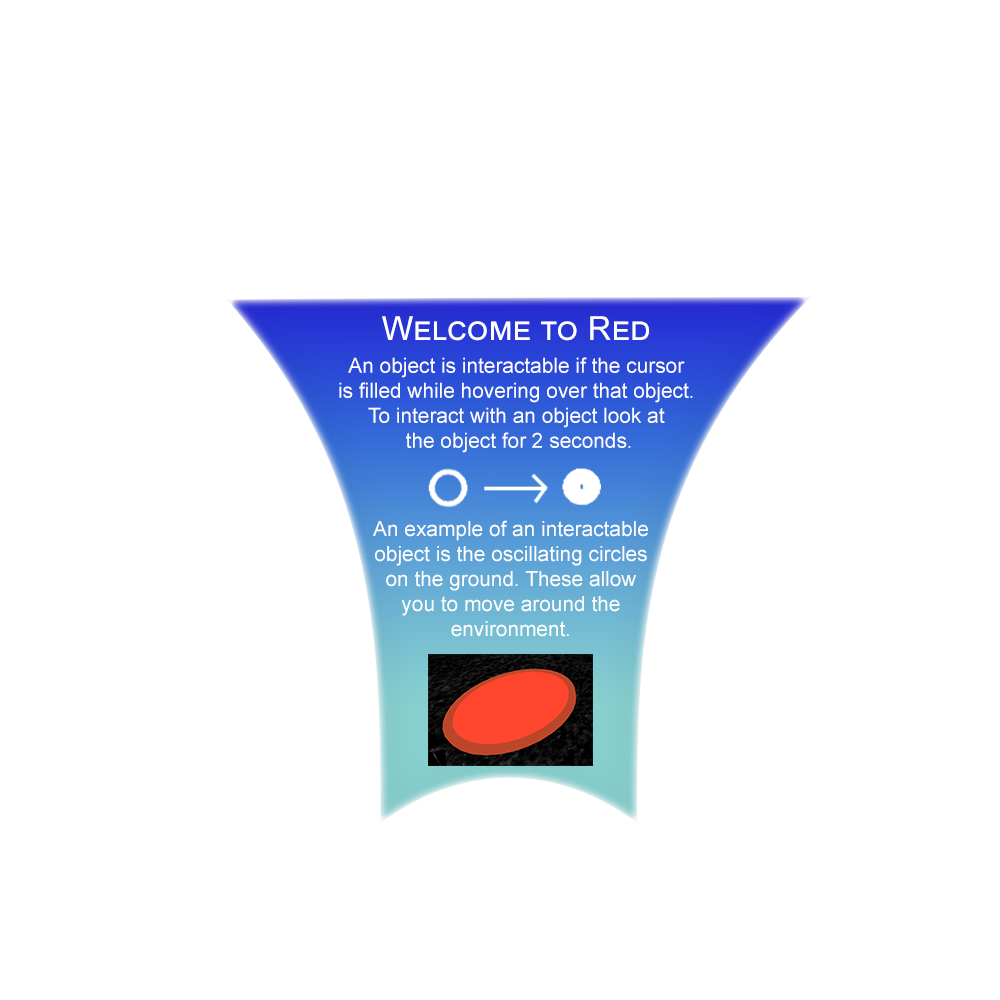 Welcome to Red
An object is interactable if the cursor
is filled while hovering over that object.
To interact with an object look at
the object for 2 seconds.
An example of an interactable
object is the oscillating circles
on the ground. These allow
you to move around the
environment.